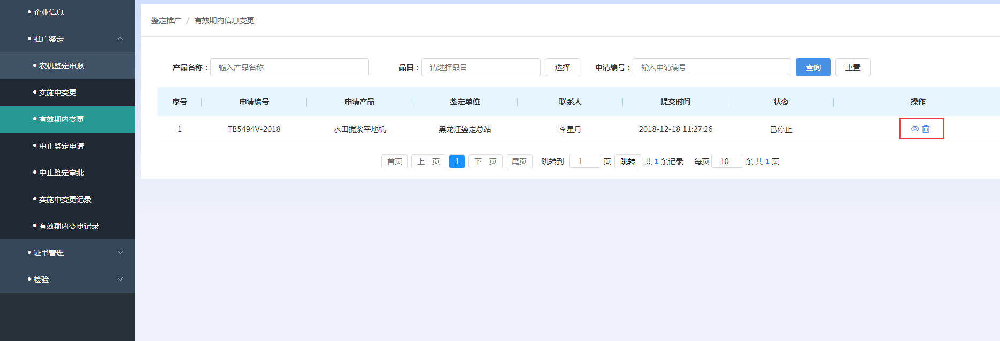 企业信息
推广鉴定
农机鉴定申报
实施中变更
有效期内变更
中止鉴定申请
中止鉴定审批
实施中变更记录
有效期内变更记录
证书管理
检验
鉴定推广 / 有效期内信息变更
产品名称： 输入产品名称 品目： 请选择品目 选择 申请编号： 输入申请编号 查询 重置
序号 申请编号 申请产品 鉴定单位 联系人 提交时间 状态 操作
1 TB5494V-2018 水田搅浆平地机 黑龙江鉴定总站 李星月 2018-12-18 11:27:26 已停止
首页 上一页 1 下一页 尾页 跳转到 1 页 跳转 共 1 条记录 每页 10 条 共 1 页